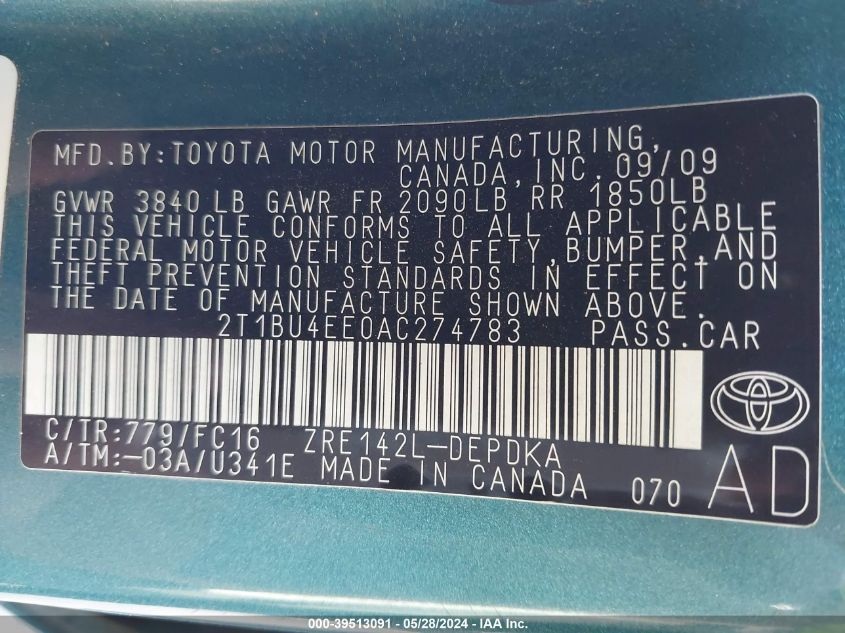 MFD.BY:TOYOTA MOTOR MANUFACTURING,
CANADA,INC. 09/09
GVWR 3840 LB GAWR FR 2090LB RR 1850LB
THIS VEHICLE CONFORMS TO ALL APPLICABLE
FEDERAL MOTOR VEHICLE SAFETY,BUMPER,AND
THEFT PREVENTION STANDARDS IN EFFECT ON
THE DATE OF MANUFACTURE SHOWN ABOVE.
2T1BU4EE0AC274783 PASS.CAR
C/TR:779/FC16 ZRE142L-DEPDKA
A/TM:-03A/U341E MADE IN CANADA 070
AD
000-39513091 - 05/28/2024 - IAA Inc.